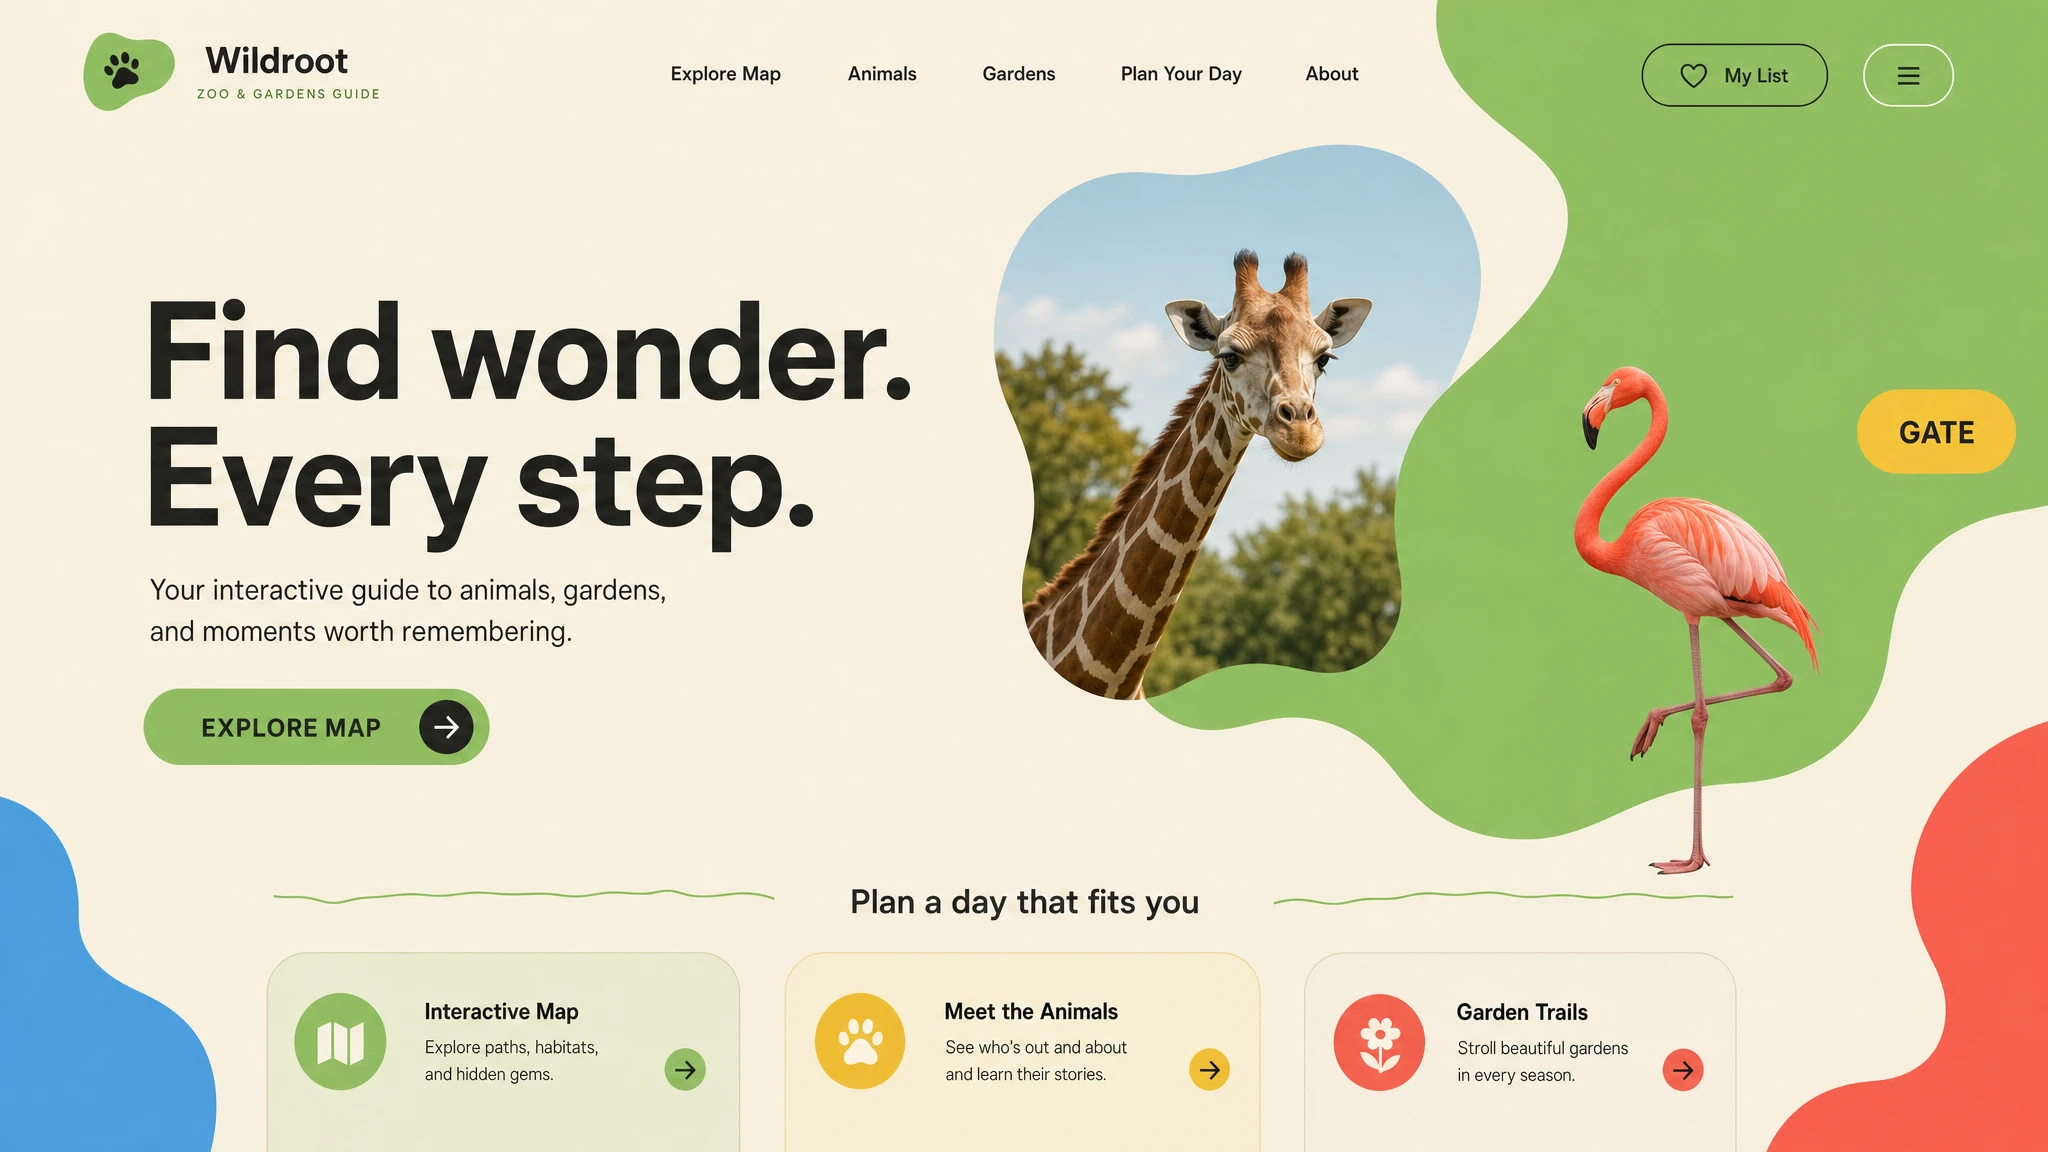 Wildroot
ZOO & GARDENS GUIDE
Explore Map
Animals
Gardens
Plan Your Day
About
My List
Find wonder.
Every step.
Your interactive guide to animals, gardens,
and moments worth remembering.
EXPLORE MAP
GATE
Plan a day that fits you
Interactive Map
Explore paths, habitats,
and hidden gems.
Meet the Animals
See who's out and about
and learn their stories.
Garden Trails
Stroll beautiful gardens
in every season.